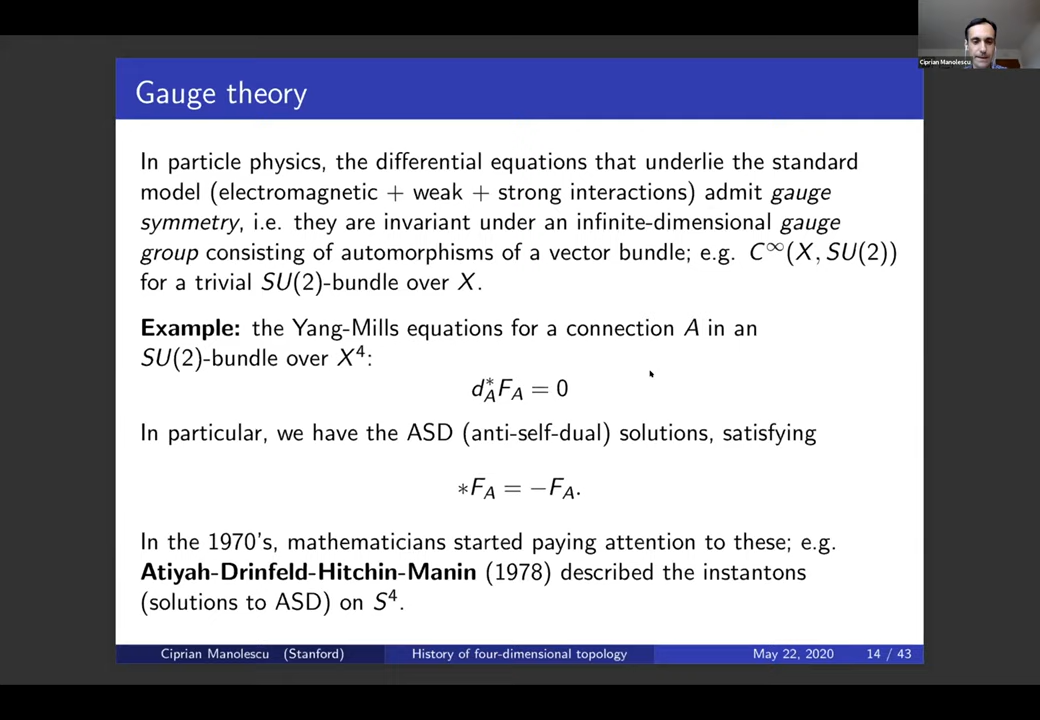 Ciprian Manolescu
Gauge theory
In particle physics, the differential equations that underlie the standard
model (electromagnetic + weak + strong interactions) admit gauge
symmetry, i.e. they are invariant under an infinite-dimensional gauge
group consisting of automorphisms of a vector bundle; e.g. C^∞(X, SU(2))
for a trivial SU(2)-bundle over X.
Example: the Yang-Mills equations for a connection A in an
SU(2)-bundle over X⁴:
d*_A F_A = 0
In particular, we have the ASD (anti-self-dual) solutions, satisfying
*F_A = −F_A.
In the 1970's, mathematicians started paying attention to these; e.g.
Atiyah-Drinfeld-Hitchin-Manin (1978) described the instantons
(solutions to ASD) on S⁴.
Ciprian Manolescu (Stanford) History of four-dimensional topology May 22, 2020 14 / 43